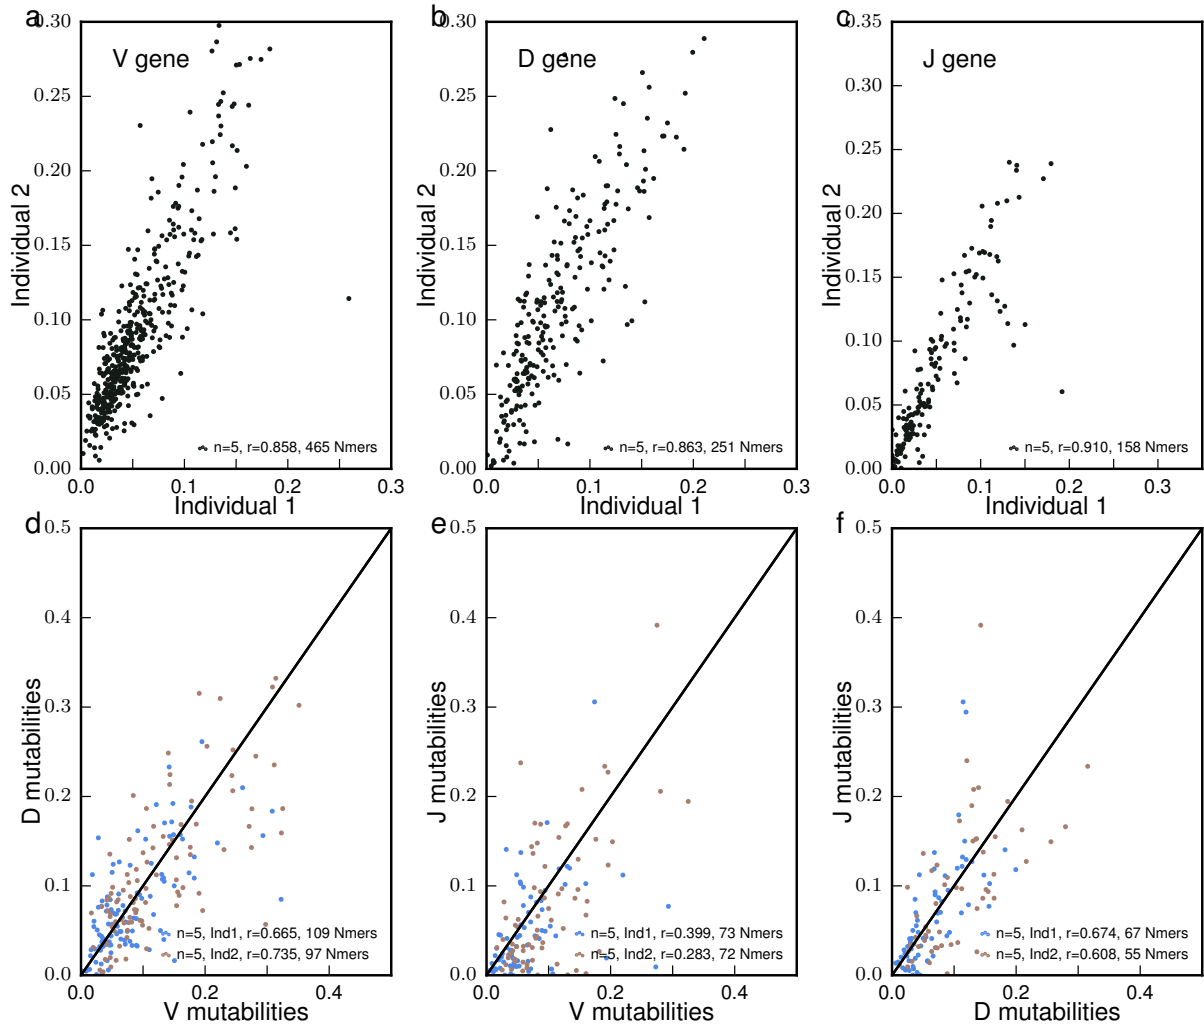 a
V gene
0.30
0.25
0.20
0.15
0.10
0.05
0.00
0.0 0.1 0.2 0.3
Individual 2
Individual 1
n=5, r=0.858, 465 Nmers
b
D gene
0.30
0.25
0.20
0.15
0.10
0.05
0.00
0.0 0.1 0.2 0.3
Individual 2
Individual 1
n=5, r=0.863, 251 Nmers
c
J gene
0.35
0.30
0.25
0.20
0.15
0.10
0.05
0.00
0.0 0.1 0.2 0.3
Individual 2
Individual 1
n=5, r=0.910, 158 Nmers
d
0.5
0.4
0.3
0.2
0.1
0.0
0.0 0.2 0.4
D mutabilities
V mutabilities
n=5, Ind1, r=0.665, 109 Nmers
n=5, Ind2, r=0.735, 97 Nmers
e
0.5
0.4
0.3
0.2
0.1
0.0
0.0 0.2 0.4
J mutabilities
V mutabilities
n=5, Ind1, r=0.399, 73 Nmers
n=5, Ind2, r=0.283, 72 Nmers
f
0.5
0.4
0.3
0.2
0.1
0.0
0.0 0.2 0.4
J mutabilities
D mutabilities
n=5, Ind1, r=0.674, 67 Nmers
n=5, Ind2, r=0.608, 55 Nmers